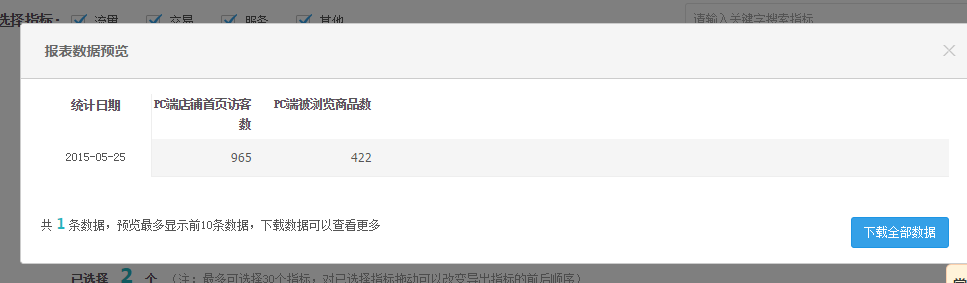 选择指标： 流量 交易 服务 其他 请输入关键字搜索指标
报表数据预览
统计日期 PC端店铺首页访客数 PC端被浏览商品数
2015-05-25 965 422
共 1 条数据，预览最多显示前10条数据，下载数据可以查看更多
下载全部数据
已选择 2 个 （注：最多可选择30个指标，对已选择指标拖动可以改变导出指标的前后顺序）